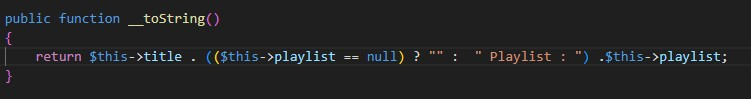 public function __toString()
{
return $this->title . (($this->playlist == null) ? "" :  " Playlist : ") .$this->playlist;
}